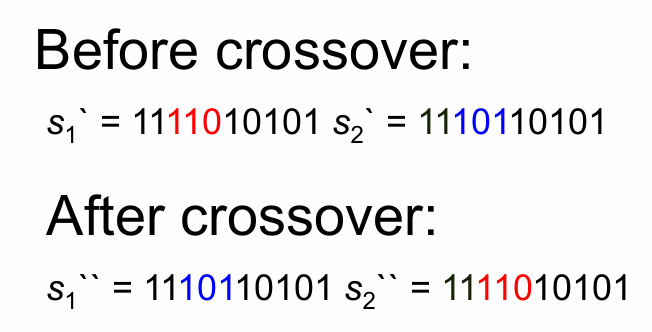 Before crossover:
s₁` = 1111010101 s₂` = 1110110101
After crossover:
s₁`` = 1110110101 s₂`` = 1111010101